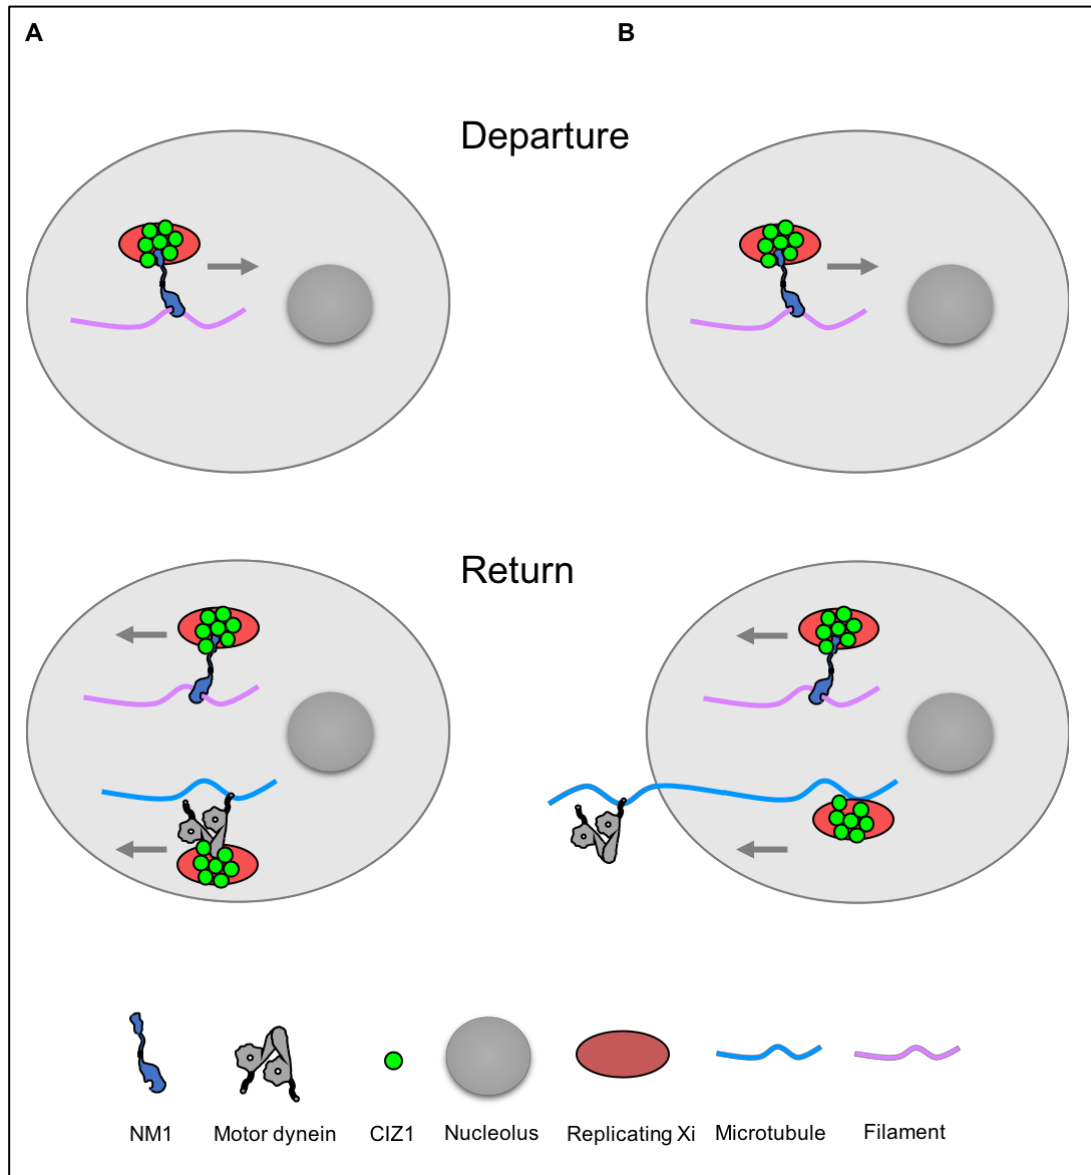 A
B
Departure
Return
NM1
Motor dynein
CIZ1
Nucleolus
Replicating Xi
Microtubule
Filament